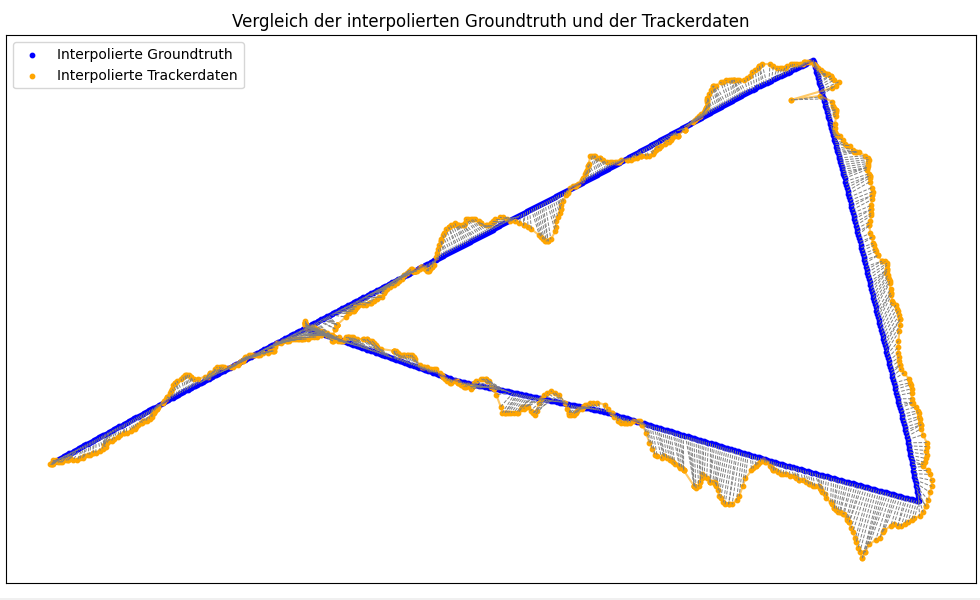 Vergleich der interpolierten Groundtruth und der Trackerdaten
Interpolierte Groundtruth
Interpolierte Trackerdaten